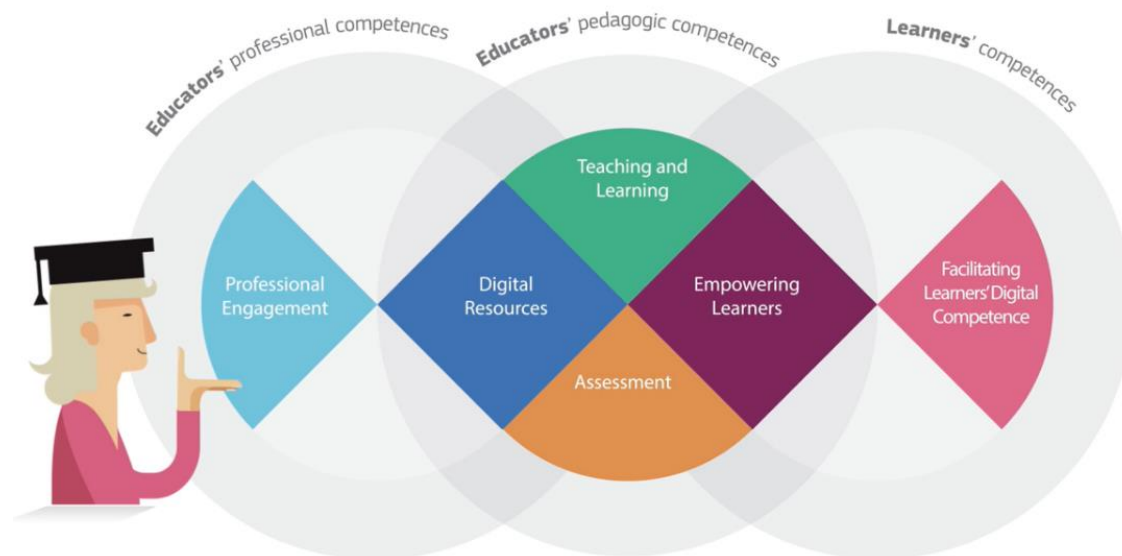 Educators' professional competences
Educators' pedagogic competences
Learners' competences
Teaching and
Learning
Professional
Engagement
Digital
Resources
Empowering
Learners
Facilitating
Learners' Digital
Competence
Assessment